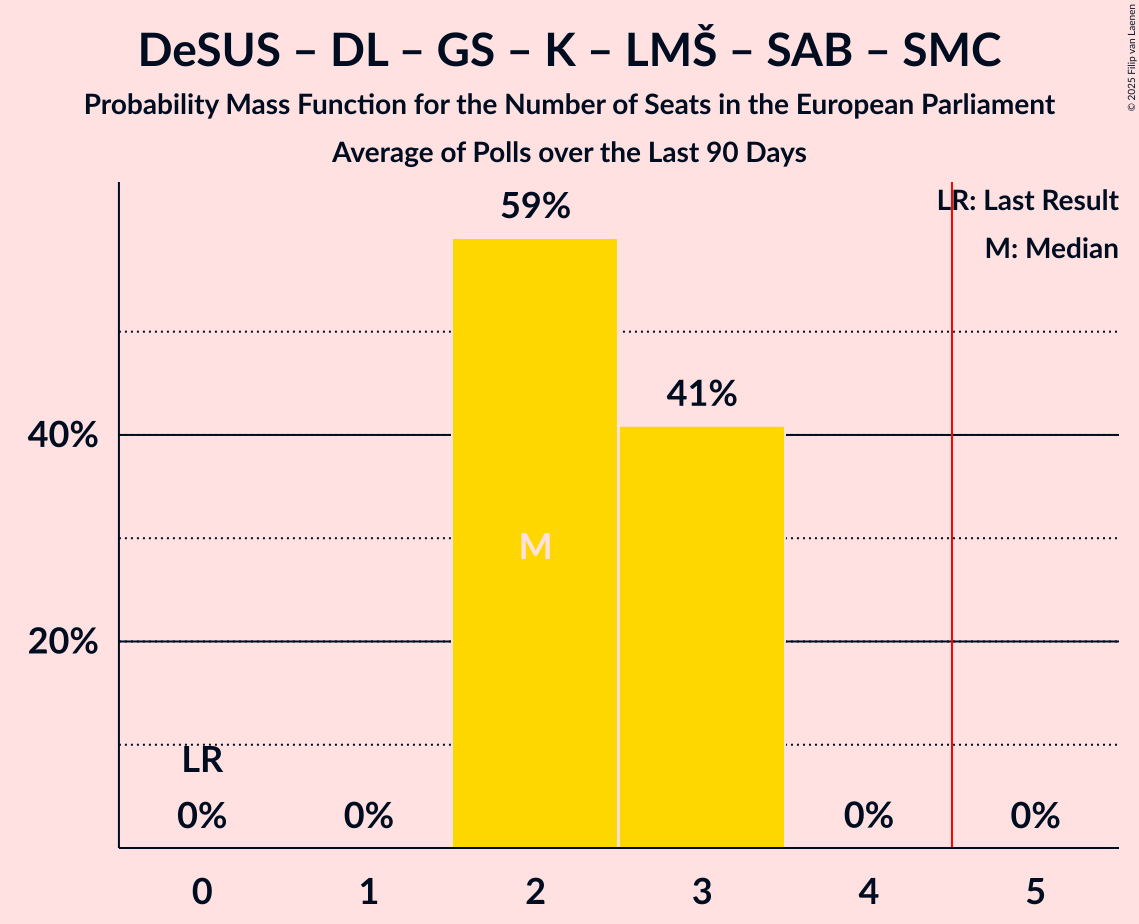 DeSUS – DL – GS – K – LMŠ – SAB – SMC
Probability Mass Function for the Number of Seats in the European Parliament
Average of Polls over the Last 90 Days
© 2025 Filip van Laenen
LR: Last Result
M: Median
59%
41%
40%
M
20%
LR
0% 0% 0% 0%
0 1 2 3 4 5